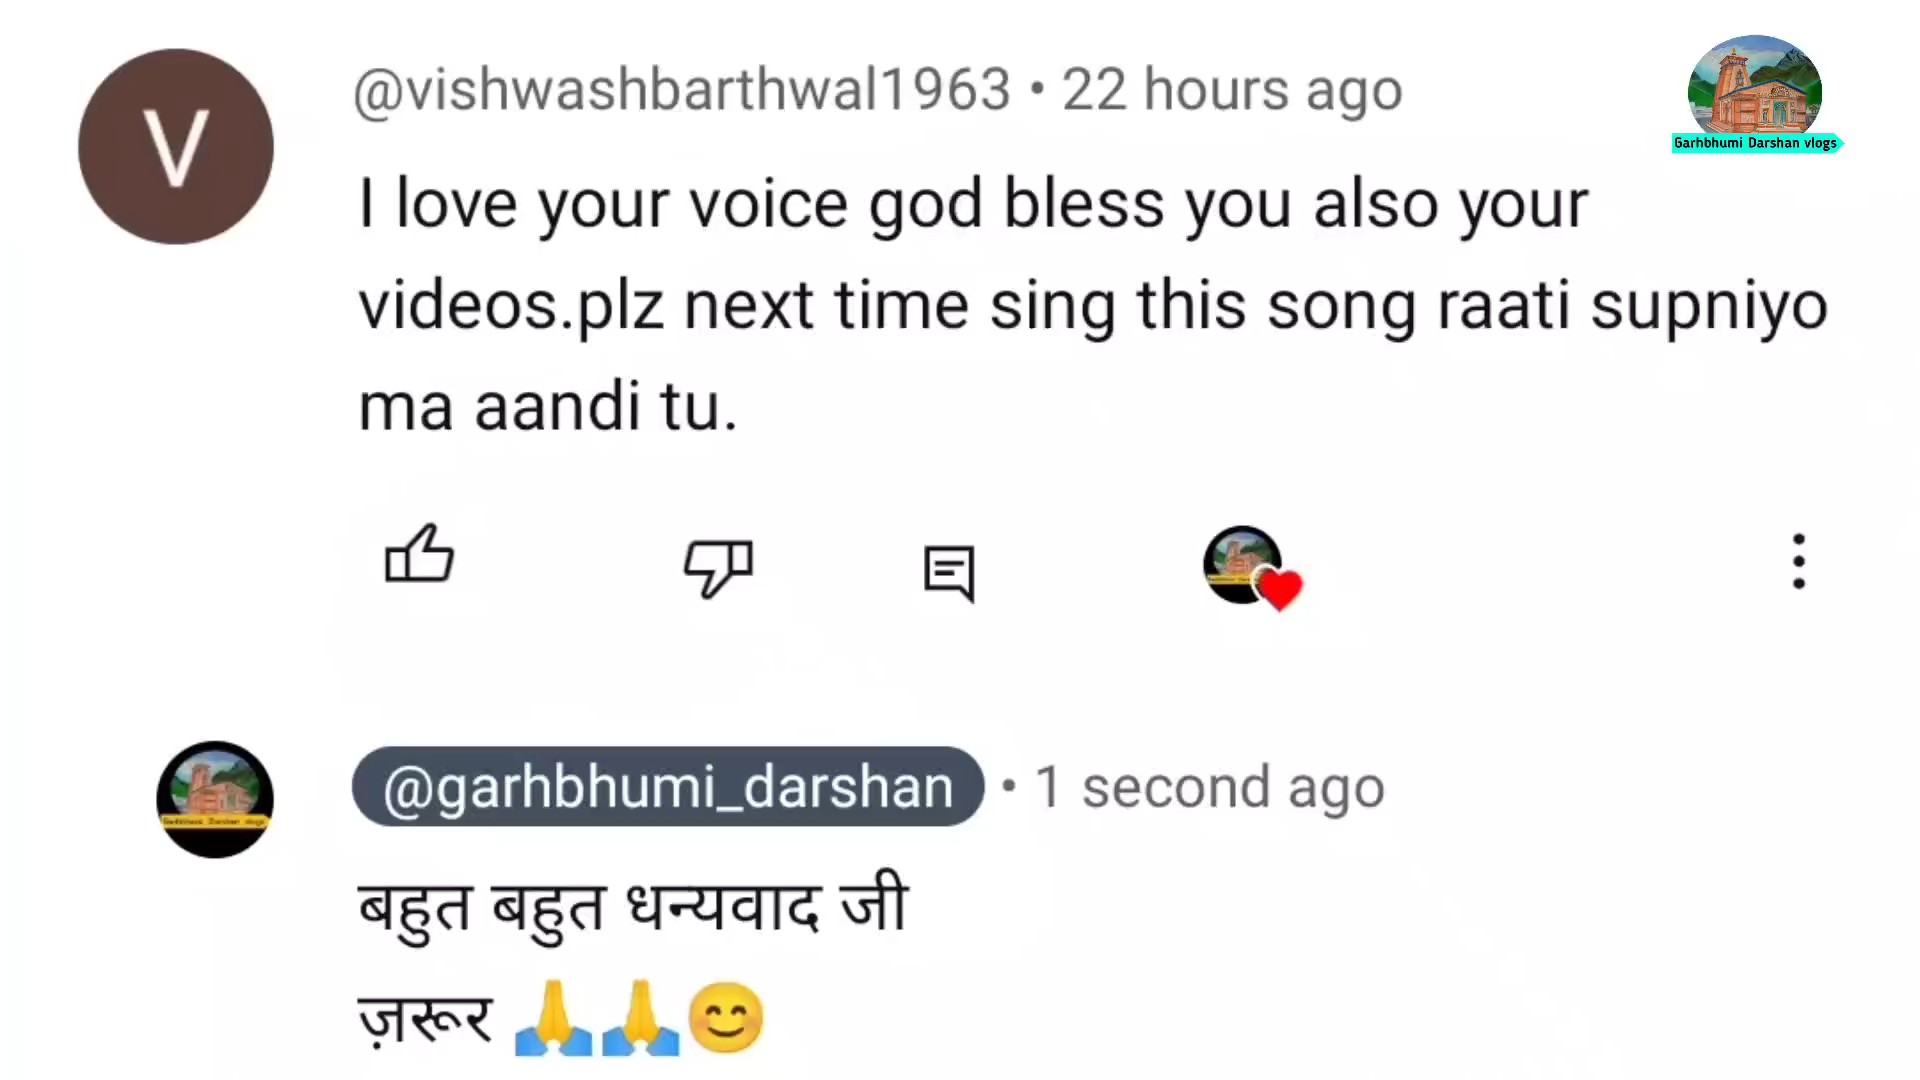 V
@vishwashbarthwal1963 • 22 hours ago
Garhbhumi Darshan vlogs
I love your voice god bless you also your
videos.plz next time sing this song raati supniyo
ma aandi tu.
@garhbhumi_darshan • 1 second ago
बहुत बहुत धन्यवाद जी
ज़रूर 🙏🙏😊